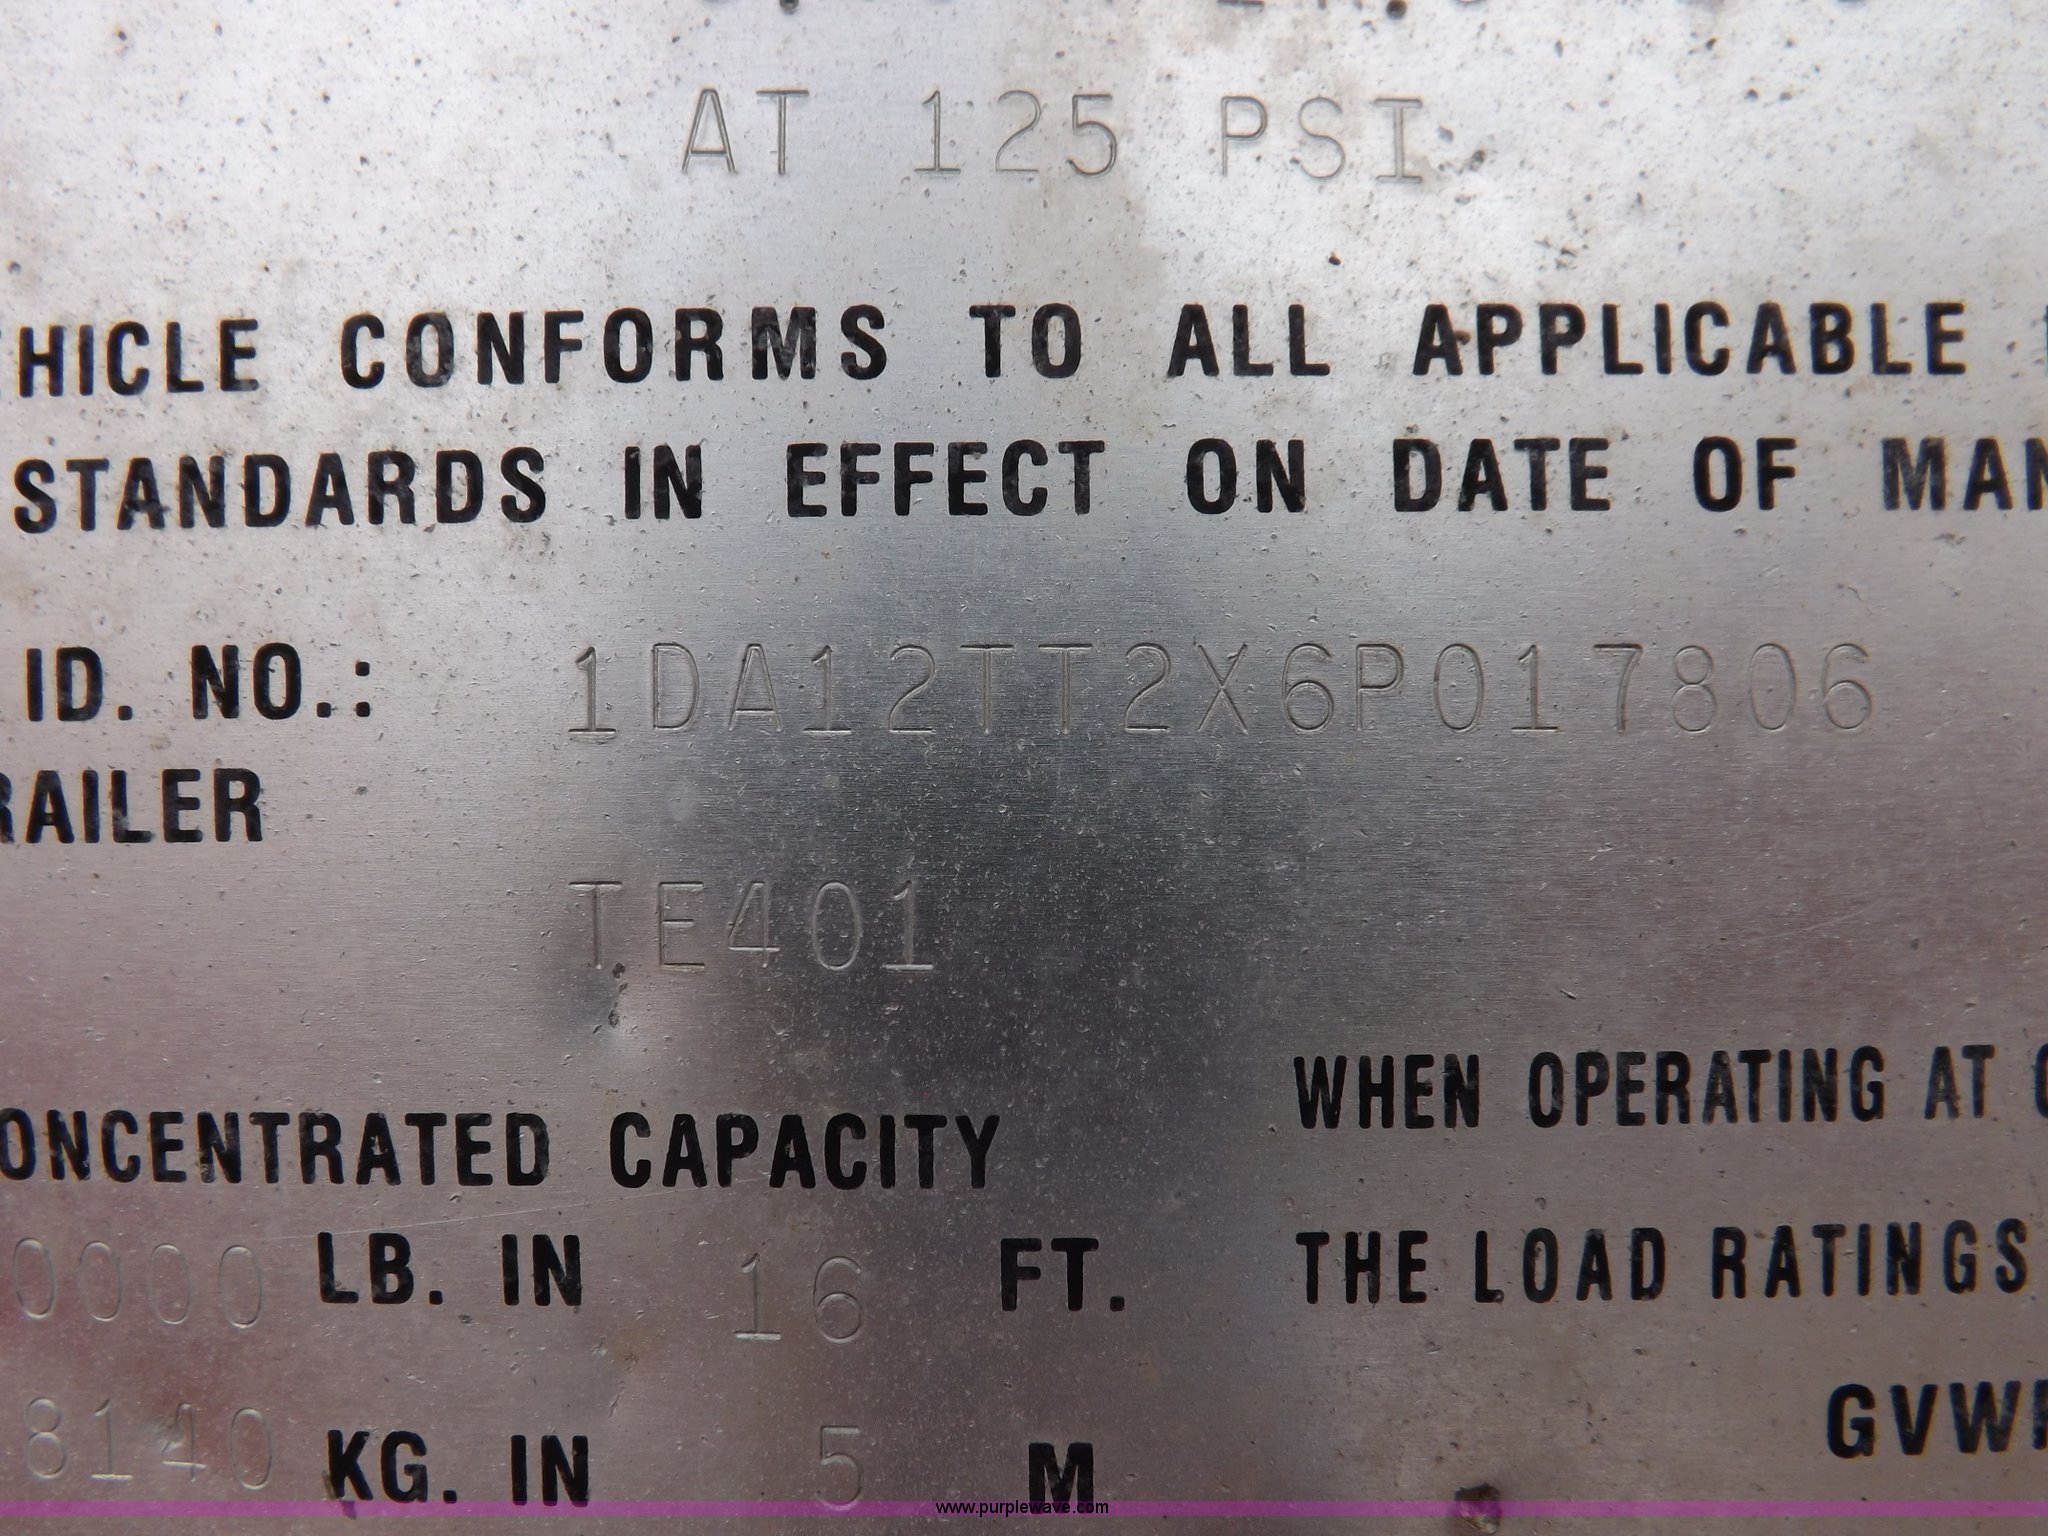 AT 125 PSI
EHICLE CONFORMS TO ALL APPLICABLE
STANDARDS IN EFFECT ON DATE OF MAN
ID. NO.: 1DA12TT2X6P017806
RAILER
TE401
ONCENTRATED CAPACITY
WHEN OPERATING AT
0000 LB. IN 16 FT.
THE LOAD RATINGS
8140 KG. IN 5 M
GVWR
www.purplewave.com